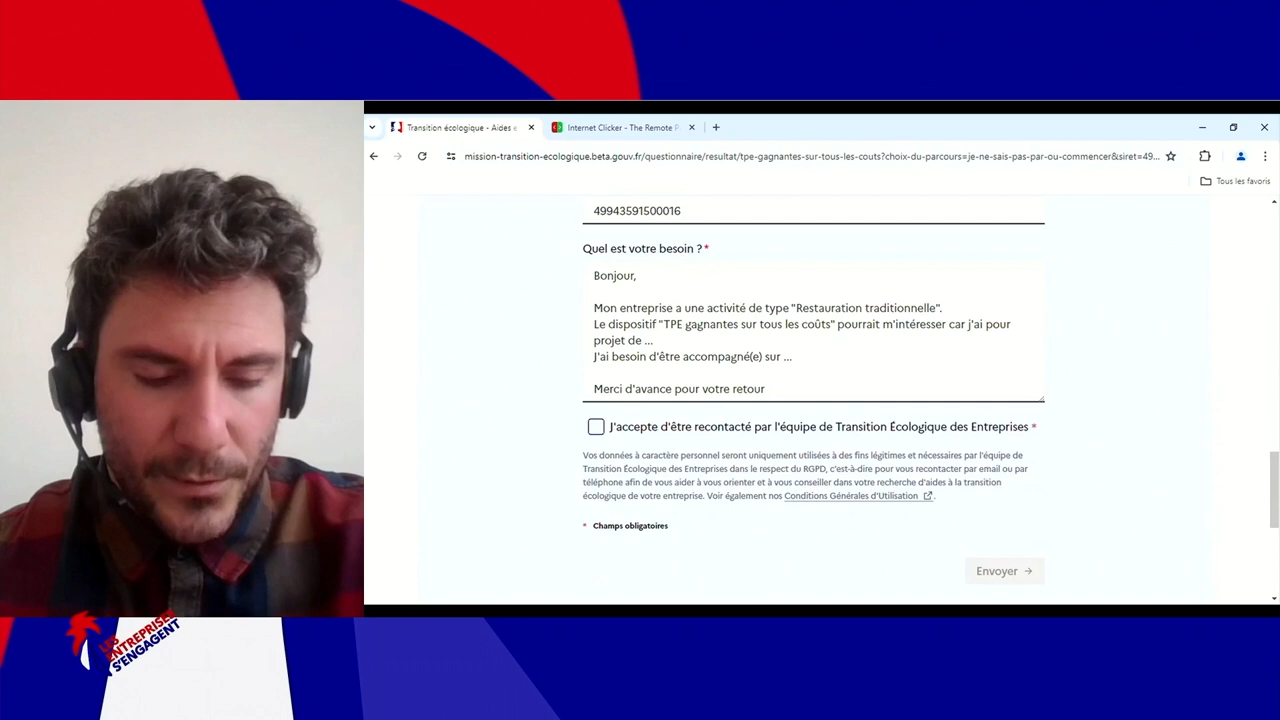 Transition écologique - Aides e
Internet Clicker - The Remote P
mission-transition-ecologique.beta.gouv.fr/questionnaire/resultat/tpe-gagnantes-sur-tous-les-couts?choix-du-parcours=je-ne-sais-pas-par-ou-commencer&siret=49...
Tous les favoris
49943591500016
Quel est votre besoin ? *
Bonjour,
Mon entreprise a une activité de type "Restauration traditionnelle".
Le dispositif "TPE gagnantes sur tous les coûts" pourrait m'intéresser car j'ai pour
projet de ...
J'ai besoin d'être accompagné(e) sur ...
Merci d'avance pour votre retour
J'accepte d'être recontacté par l'équipe de Transition Écologique des Entreprises *
Vos données à caractère personnel seront uniquement utilisées à des fins légitimes et nécessaires par l'équipe de
Transition Écologique des Entreprises dans le respect du RGPD, c'est-à-dire pour vous recontacter par email ou par
téléphone afin de vous aider à vous orienter et à vous conseiller dans votre recherche d'aides à la transition
écologique de votre entreprise. Voir également nos Conditions Générales d'Utilisation .
* Champs obligatoires
Envoyer
LES
ENTREPRISES
S'ENGAGENT